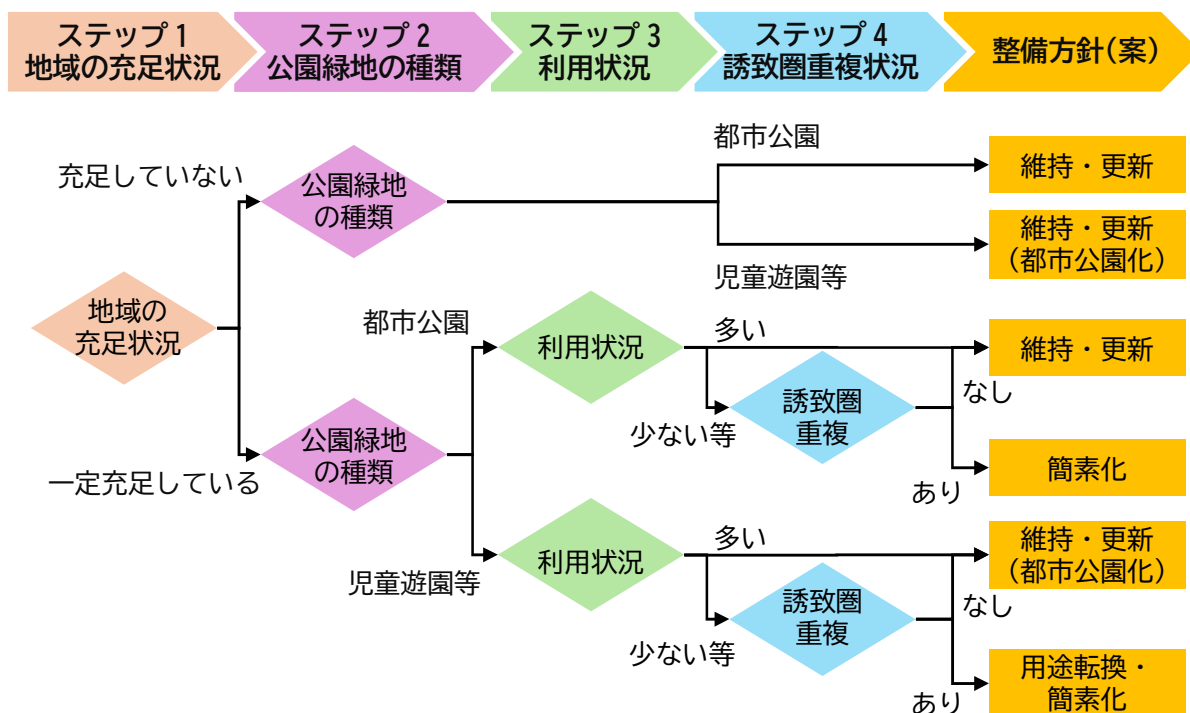 ステップ1
地域の充足状況
ステップ2
公園緑地の種類
ステップ3
利用状況
ステップ4
誘致圏重複状況
整備方針(案)
都市公園
充足していない
公園緑地
の種類
維持・更新
維持・更新
(都市公園化)
児童遊園等
地域の
充足状況
都市公園
利用状況
多い
維持・更新
誘致圏
重複
なし
少ない等
公園緑地
の種類
一定充足している
簡素化
あり
多い
利用状況
維持・更新
(都市公園化)
児童遊園等
誘致圏
重複
なし
少ない等
用途転換・
簡素化
あり